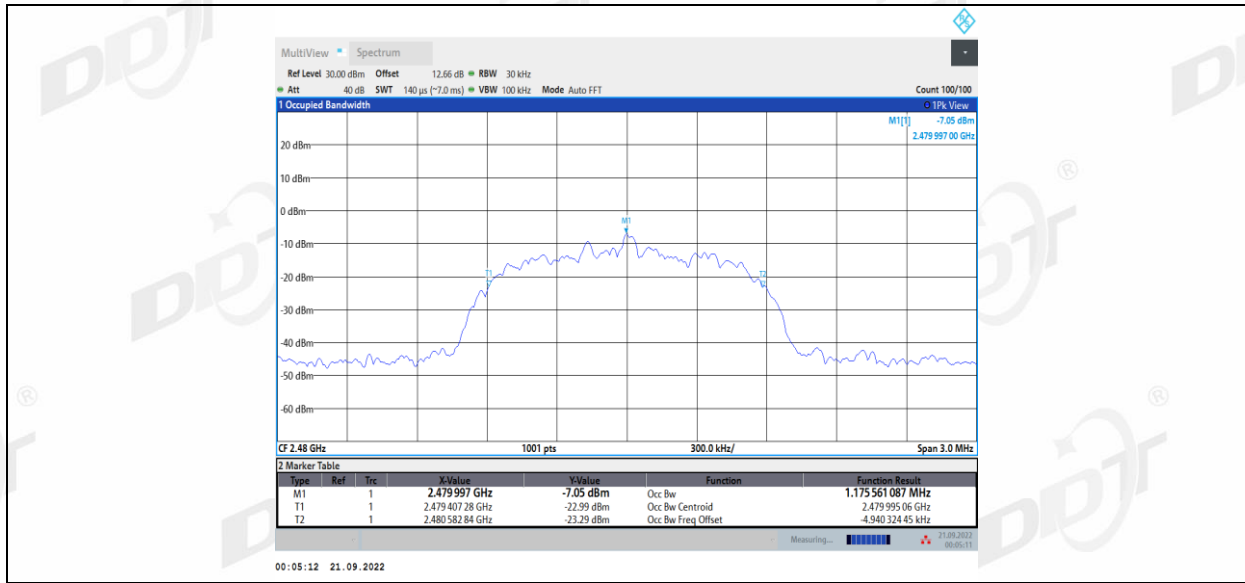 MultiView Spectrum
Ref Level 30.00 dBm Offset 12.66 dB RBW 30 kHz
Att 40 dB SWT 140 µs (~7.0 ms) VBW 100 kHz Mode Auto FFT Count 100/100
1 Occupied Bandwidth 1Pk View
M1[1] -7.05 dBm
2.479 997 00 GHz
20 dBm
10 dBm
0 dBm
M1
-10 dBm
T1 T2
-20 dBm
-30 dBm
-40 dBm
-50 dBm
-60 dBm
CF 2.48 GHz 1001 pts 300.0 kHz/ Span 3.0 MHz
2 Marker Table
Type Ref Trc X-Value Y-Value Function Function Result
M1 1 2.479 997 GHz -7.05 dBm Occ Bw 1.175 561 087 MHz
T1 1 2.479 407 28 GHz -22.99 dBm Occ Bw Centroid 2.479 995 06 GHz
T2 1 2.480 582 84 GHz -23.29 dBm Occ Bw Freq Offset -4.940 324 45 kHz
Measuring... 21.09.2022
00:05:11
00:05:12 21.09.2022
DDT
DDT
DDT ®
DDT ®